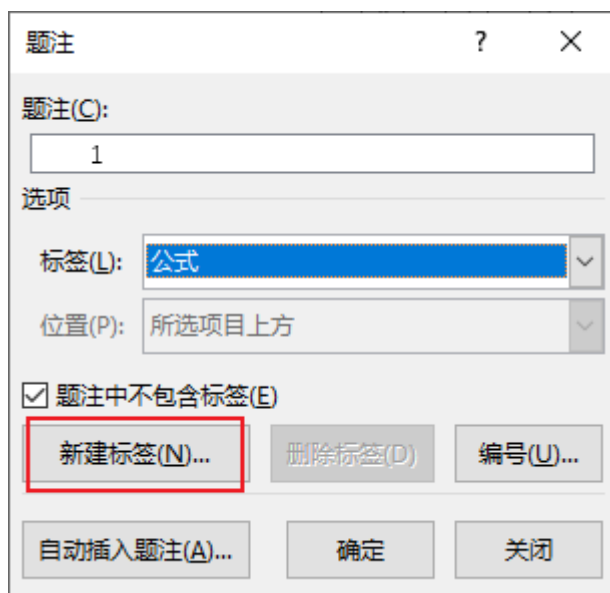 题注 ?
题注(C):
1
选项
标签(L): 公式
位置(P): 所选项目上方
题注中不包含标签(E)
新建标签(N)... 删除标签(D) 编号(U)...
自动插入题注(A)... 确定 关闭